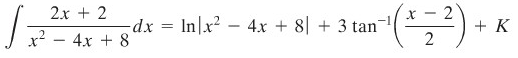 ∫ (2x + 2)/(x² − 4x + 8) dx = ln|x² − 4x + 8| + 3 tan⁻¹((x − 2)/2) + K